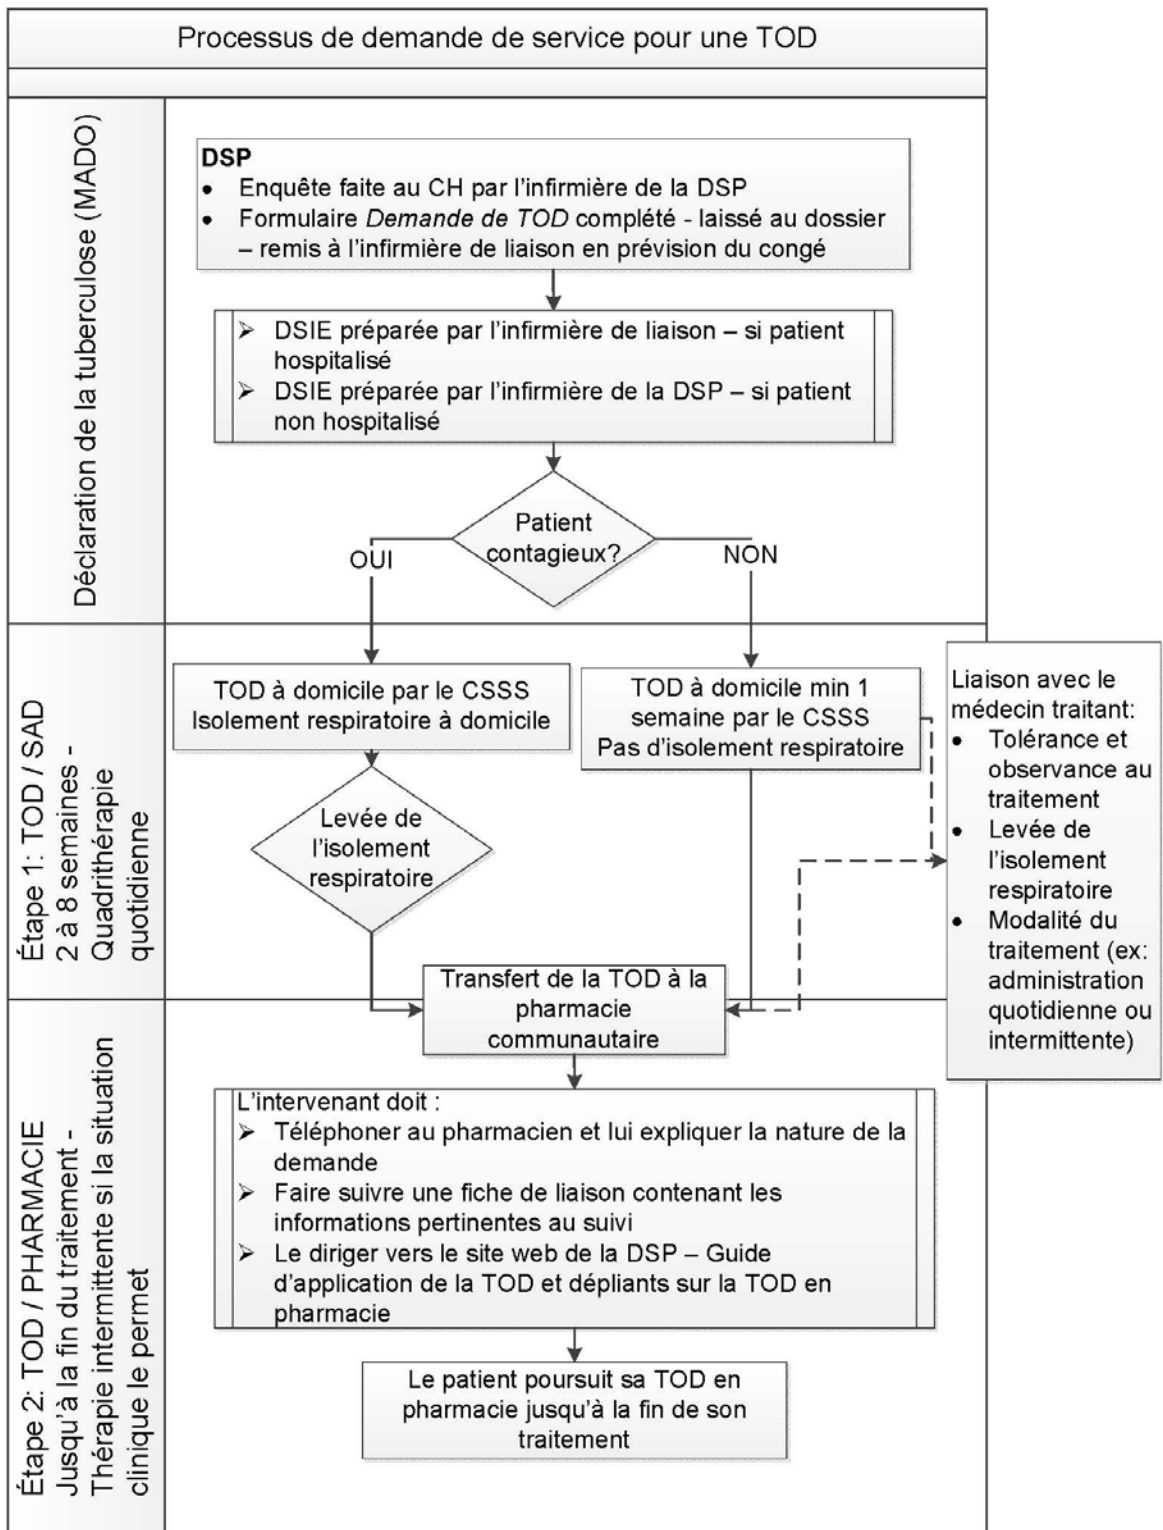 Processus de demande de service pour une TOD
Déclaration de la tuberculose (MADO)
DSP
• Enquête faite au CH par l'infirmière de la DSP
• Formulaire Demande de TOD complété - laissé au dossier
– remis à l'infirmière de liaison en prévision du congé
➢ DSIE préparée par l'infirmière de liaison – si patient
hospitalisé
➢ DSIE préparée par l'infirmière de la DSP – si patient
non hospitalisé
Patient
contagieux?
OUI
NON
Étape 1: TOD / SAD
2 à 8 semaines -
Quadrithérapie
quotidienne
TOD à domicile par le CSSS
Isolement respiratoire à domicile
TOD à domicile min 1
semaine par le CSSS
Pas d'isolement respiratoire
Liaison avec le
médecin traitant:
• Tolérance et
observance au
traitement
• Levée de
l'isolement
respiratoire
• Modalité du
traitement (ex:
administration
quotidienne ou
intermittente)
Levée de
l'isolement
respiratoire
Transfert de la TOD à la
pharmacie
communautaire
Étape 2: TOD / PHARMACIE
Jusqu'à la fin du traitement -
Thérapie intermittente si la situation
clinique le permet
L'intervenant doit :
➢ Téléphoner au pharmacien et lui expliquer la nature de la
demande
➢ Faire suivre une fiche de liaison contenant les
informations pertinentes au suivi
➢ Le diriger vers le site web de la DSP – Guide
d'application de la TOD et dépliants sur la TOD en
pharmacie
Le patient poursuit sa TOD en
pharmacie jusqu'à la fin de son
traitement